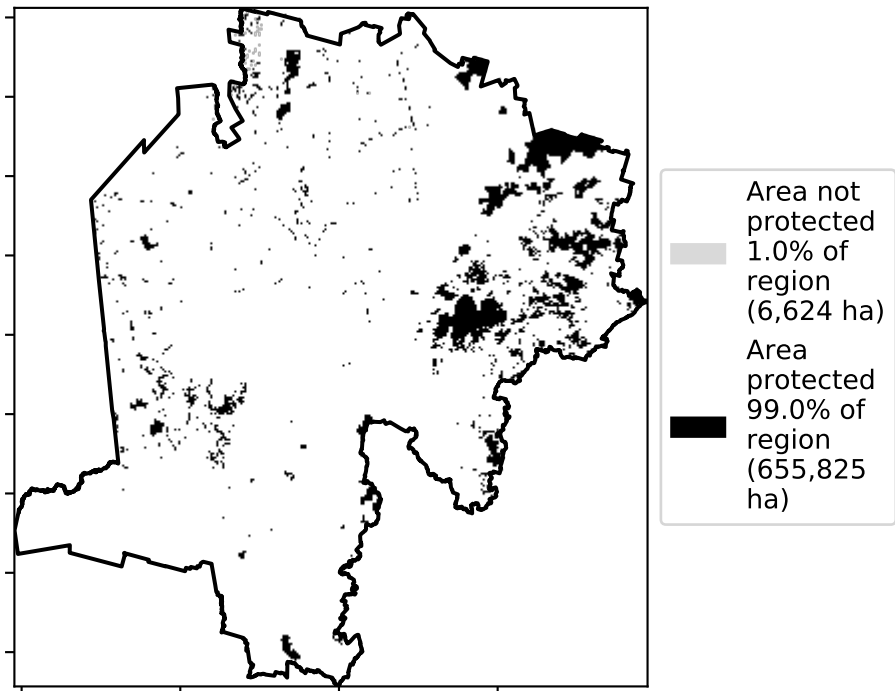 Area not
protected
1.0% of
region
(6,624 ha)
Area
protected
99.0% of
region
(655,825
ha)